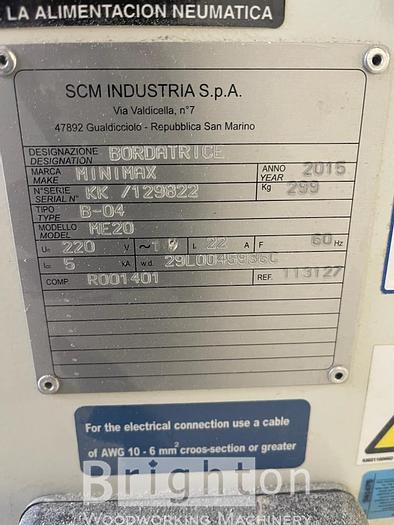 LA ALIMENTACION NEUMATICA
SCM INDUSTRIA S.p.A.
Via Valdicella, n°7
47892 Gualdicciolo - Repubblica San Marino
DESIGNAZIONE DESIGNATION BORDATRICE
MARCA MAKE MINIMAX ANNO YEAR 2015
N°SERIE SERIAL N° KK /129822 Kg 299
TIPO TYPE B-04
MODELLO MODEL ME20
Un 220 V ~ 1 I. 22 A F 60 Hz
Icc 5 kA w.d.
COMP. R001401 REF. 113127
For the electrical connection use a cable
of AWG 10 - 6 mm² croos-section or greater
Brighton
WOODWORKING MACHINERY